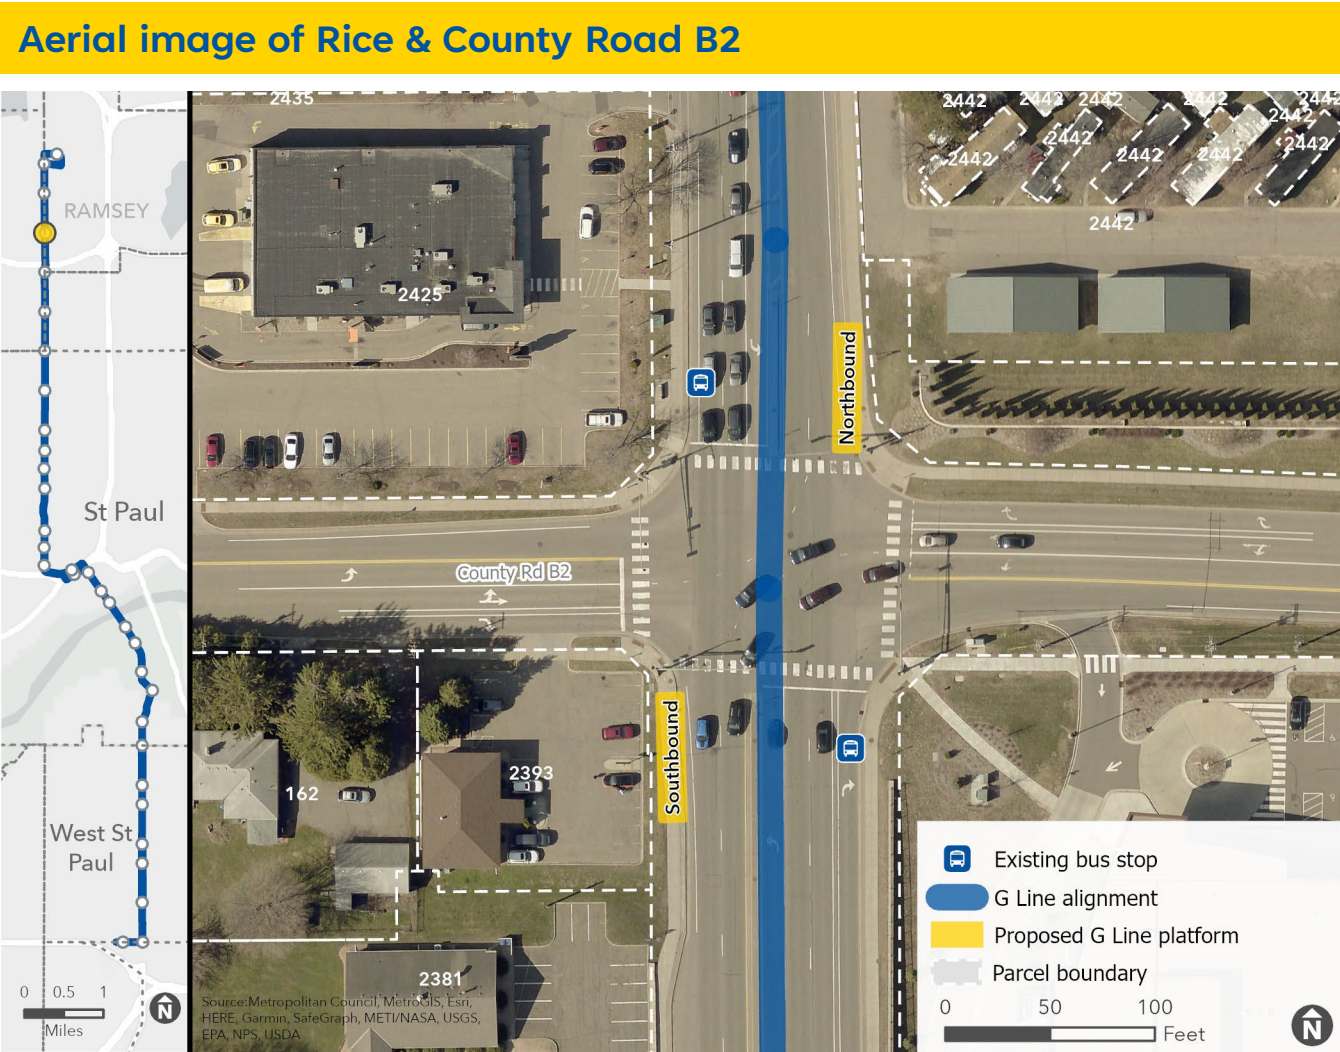 Aerial image of Rice & County Road B2
RAMSEY
St Paul
West St
Paul
0 0.5 1
Miles
N
2435
2425
2442 2442 2442 2442 2442
2442
2442 2442 2442 2442 2442
2442
Northbound
County Rd B2
Southbound
162
2393
2381
Source:Metropolitan Council, MetroGIS, Esri,
HERE, Garmin, SafeGraph, METI/NASA, USGS,
EPA, NPS, USDA
Existing bus stop
G Line alignment
Proposed G Line platform
Parcel boundary
0 50 100
Feet
N